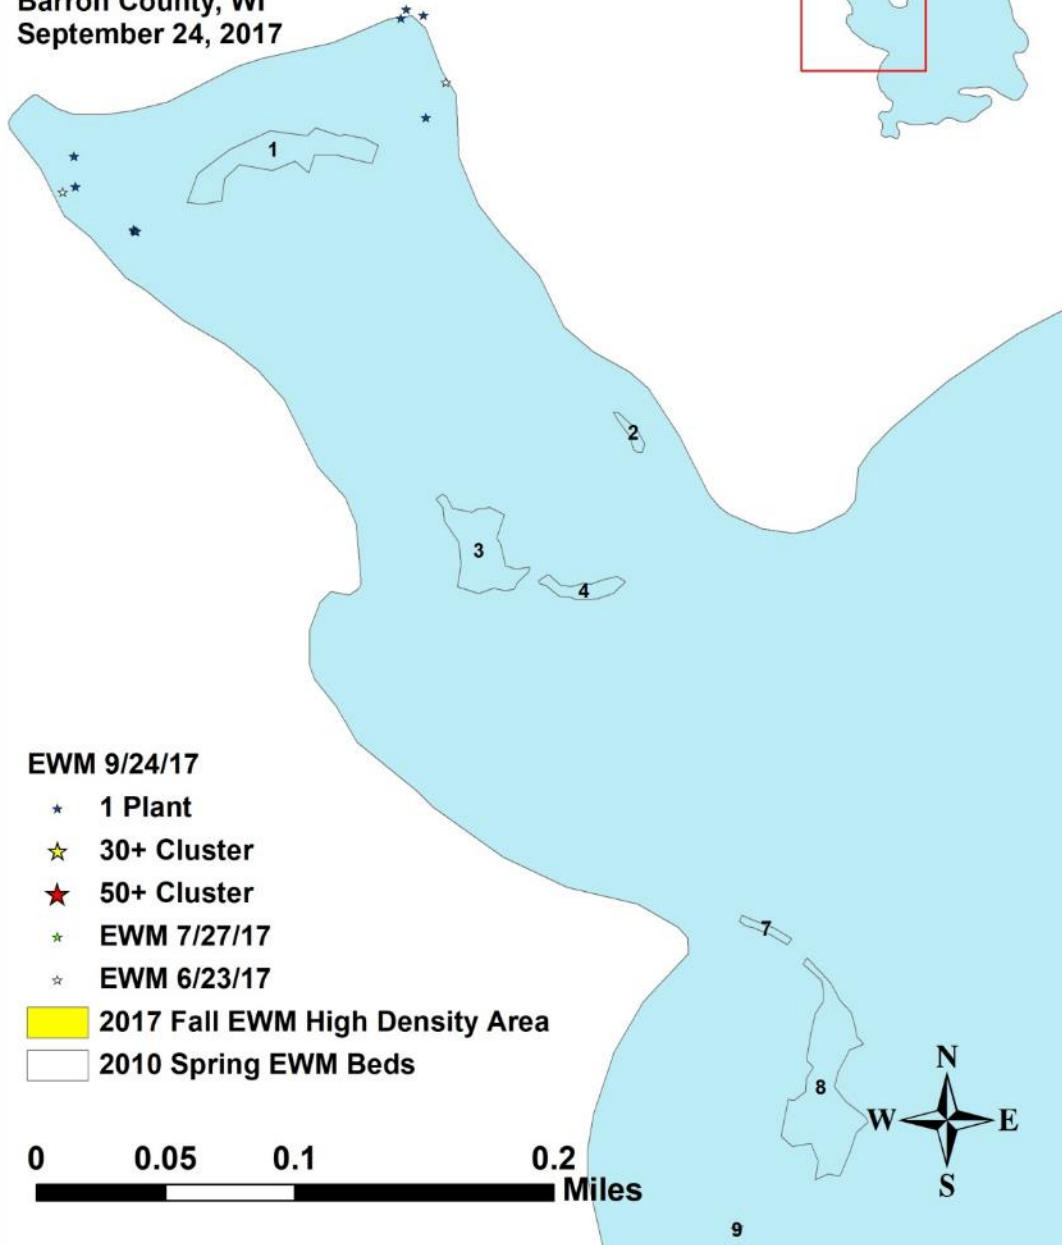 Barron County, WI
September 24, 2017
1
2
3
4
EWM 9/24/17
1 Plant
30+ Cluster
50+ Cluster
EWM 7/27/17
EWM 6/23/17
2017 Fall EWM High Density Area
2010 Spring EWM Beds
7
8
N
W E
S
0 0.05 0.1 0.2
Miles
9